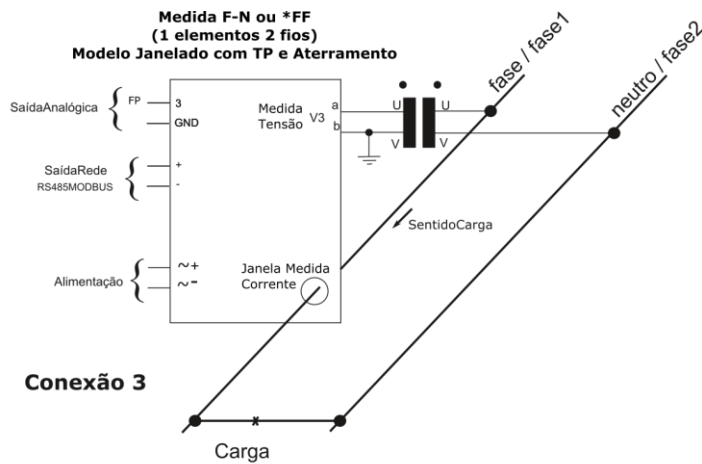 Medida F-N ou *FF
(1 elementos 2 fios)
Modelo Janelado com TP e Aterramento
fase / fase1
neutro / fase2
SaídaAnalógica { FP 3
GND
Medida
Tensão V3
a
b
U U
V V
SaídaRede
RS485MODBUS
+
-
SentidoCarga
Alimentação { ~+
~-
Janela Medida
Corrente
Conexão 3
x
Carga